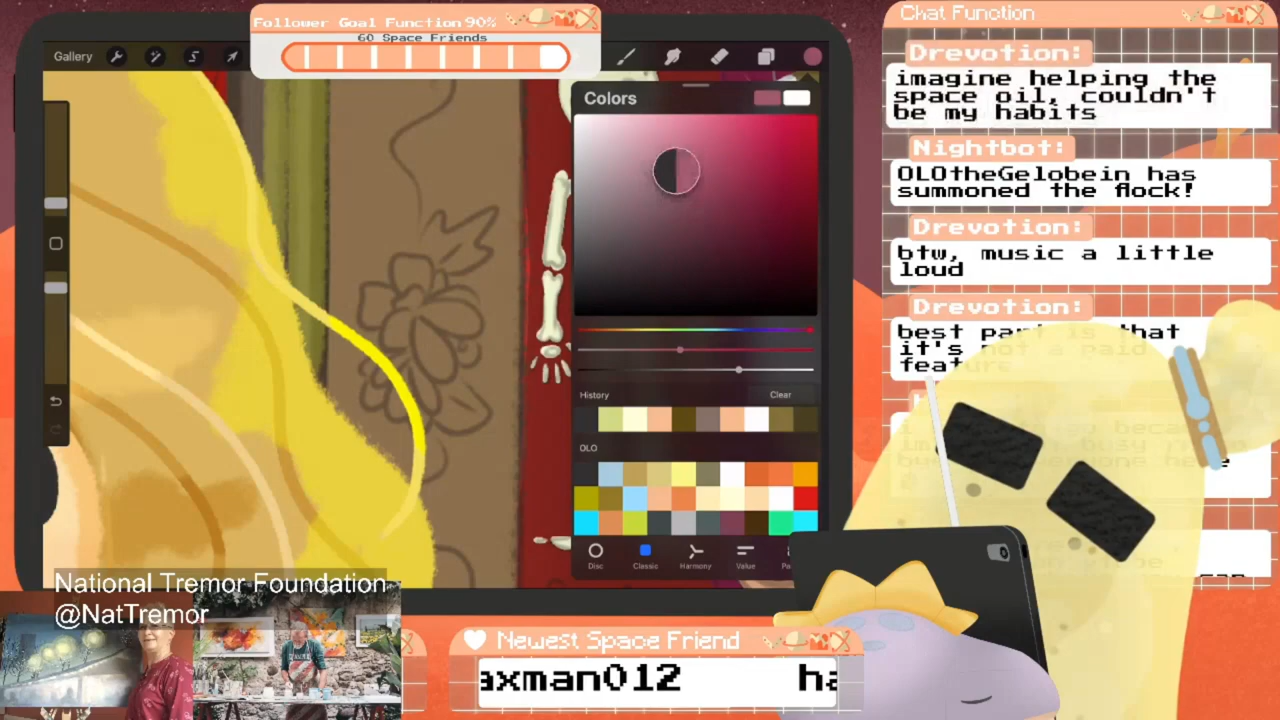 Follower Goal Function 90%
60 Space Friends
Gallery
Colors
History
Clear
OLO
Disc
Classic
Harmony
Value
National Tremor Foundation
@NatTremor
Newest Space Friend
axman012
Chat Function
Drevotion:
imagine helping the
space oil, couldn't
be my habits
Nightbot:
OLOtheGelobein has
summoned the flock!
Drevotion:
btw, music a little
loud
Drevotion:
best part is that
it's not a paid
feature